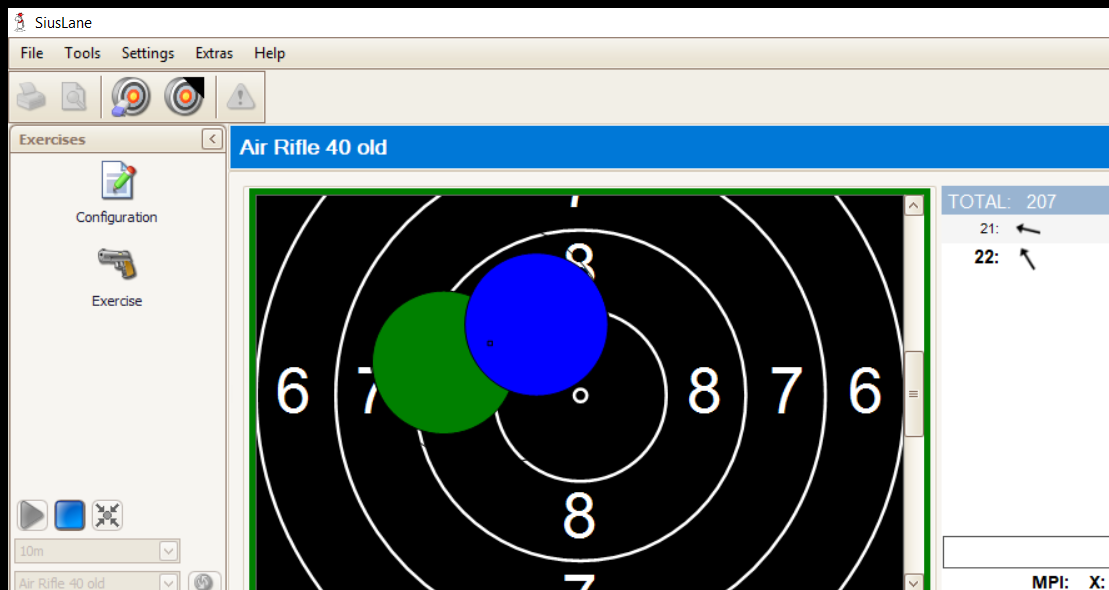 SiusLane
File Tools Settings Extras Help
Exercises
Air Rifle 40 old
Configuration
Exercise
7
8
6 7 8 7 6
8
7
TOTAL: 207
21:
22:
10m
Air Rifle 40 old
MPI: X: